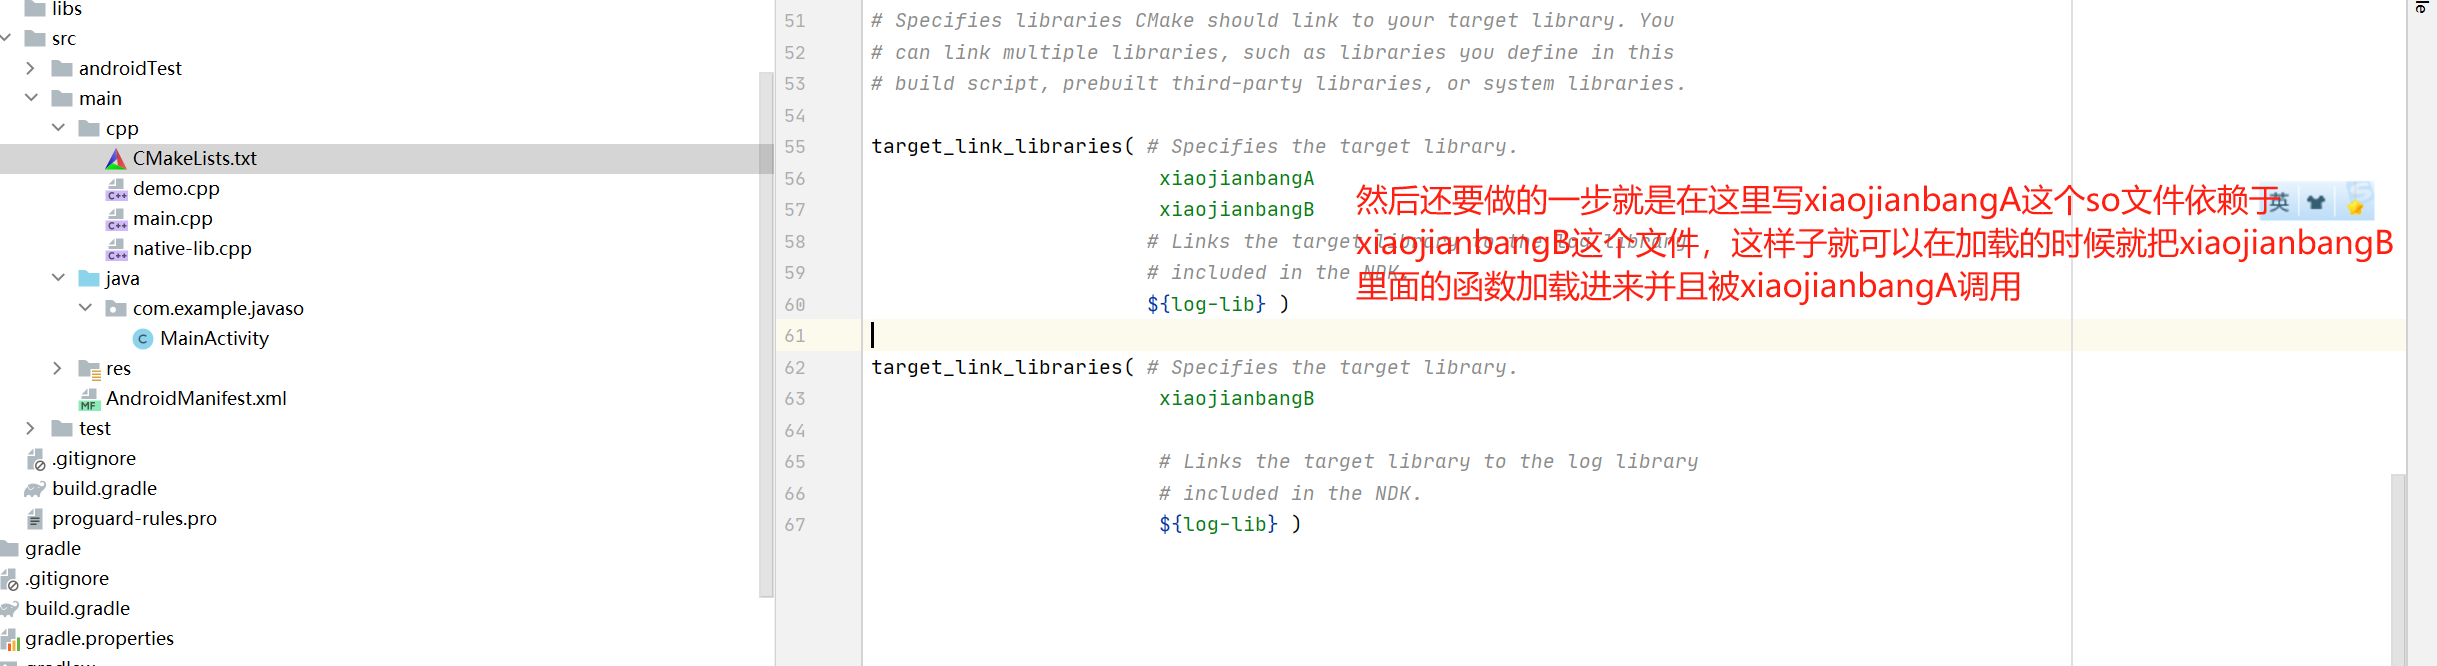 libs
src
androidTest
main
cpp
CMakeLists.txt
demo.cpp
main.cpp
native-lib.cpp
java
com.example.javaso
MainActivity
res
AndroidManifest.xml
test
.gitignore
build.gradle
proguard-rules.pro
gradle
.gitignore
build.gradle
gradle.properties
51 # Specifies libraries CMake should link to your target library. You
52 # can link multiple libraries, such as libraries you define in this
53 # build script, prebuilt third-party libraries, or system libraries.
54
55 target_link_libraries( # Specifies the target library.
56 xiaojianbangA
57 xiaojianbangB
58 # Links the target library to the log library
59 # included in the NDK.
60 ${log-lib} )
61
62 target_link_libraries( # Specifies the target library.
63 xiaojianbangB
64
65 # Links the target library to the log library
66 # included in the NDK.
67 ${log-lib} )
然后还要做的一步就是在这里写xiaojianbangA这个so文件依赖于
xiaojianbangB这个文件，这样子就可以在加载的时候就把xiaojianbangB
里面的函数加载进来并且被xiaojianbangA调用
英